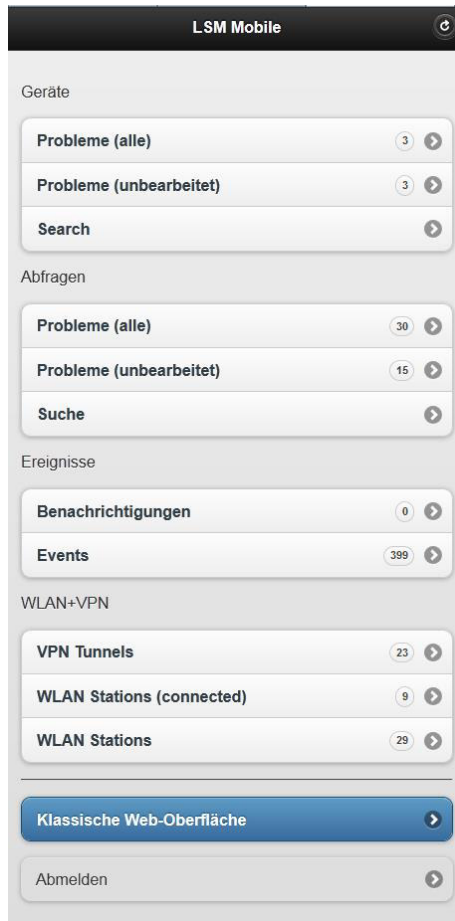 LSM Mobile
Geräte
Probleme (alle) 3
Probleme (unbearbeitet) 3
Search
Abfragen
Probleme (alle) 30
Probleme (unbearbeitet) 15
Suche
Ereignisse
Benachrichtigungen 0
Events 399
WLAN+VPN
VPN Tunnels 23
WLAN Stations (connected) 9
WLAN Stations 29
Klassische Web-Oberfläche
Abmelden